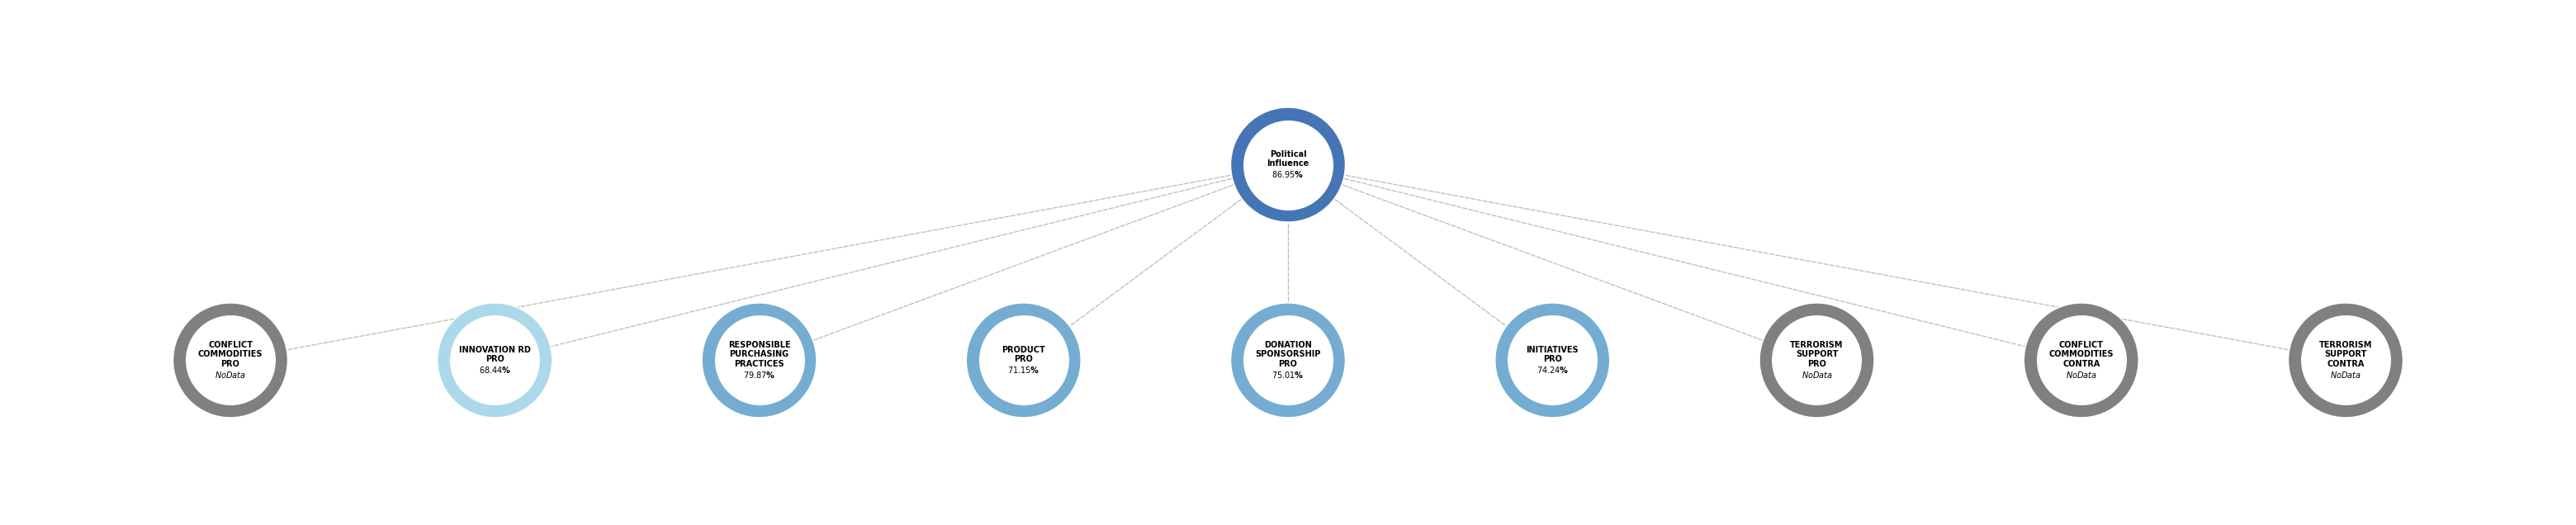 Political
Influence
86.95%
CONFLICT
COMMODITIES
PRO
NoData
INNOVATION RD
PRO
68.44%
RESPONSIBLE
PURCHASING
PRACTICES
79.87%
PRODUCT
PRO
71.15%
DONATION
SPONSORSHIP
PRO
75.01%
INITIATIVES
PRO
74.24%
TERRORISM
SUPPORT
PRO
NoData
CONFLICT
COMMODITIES
CONTRA
NoData
TERRORISM
SUPPORT
CONTRA
NoData